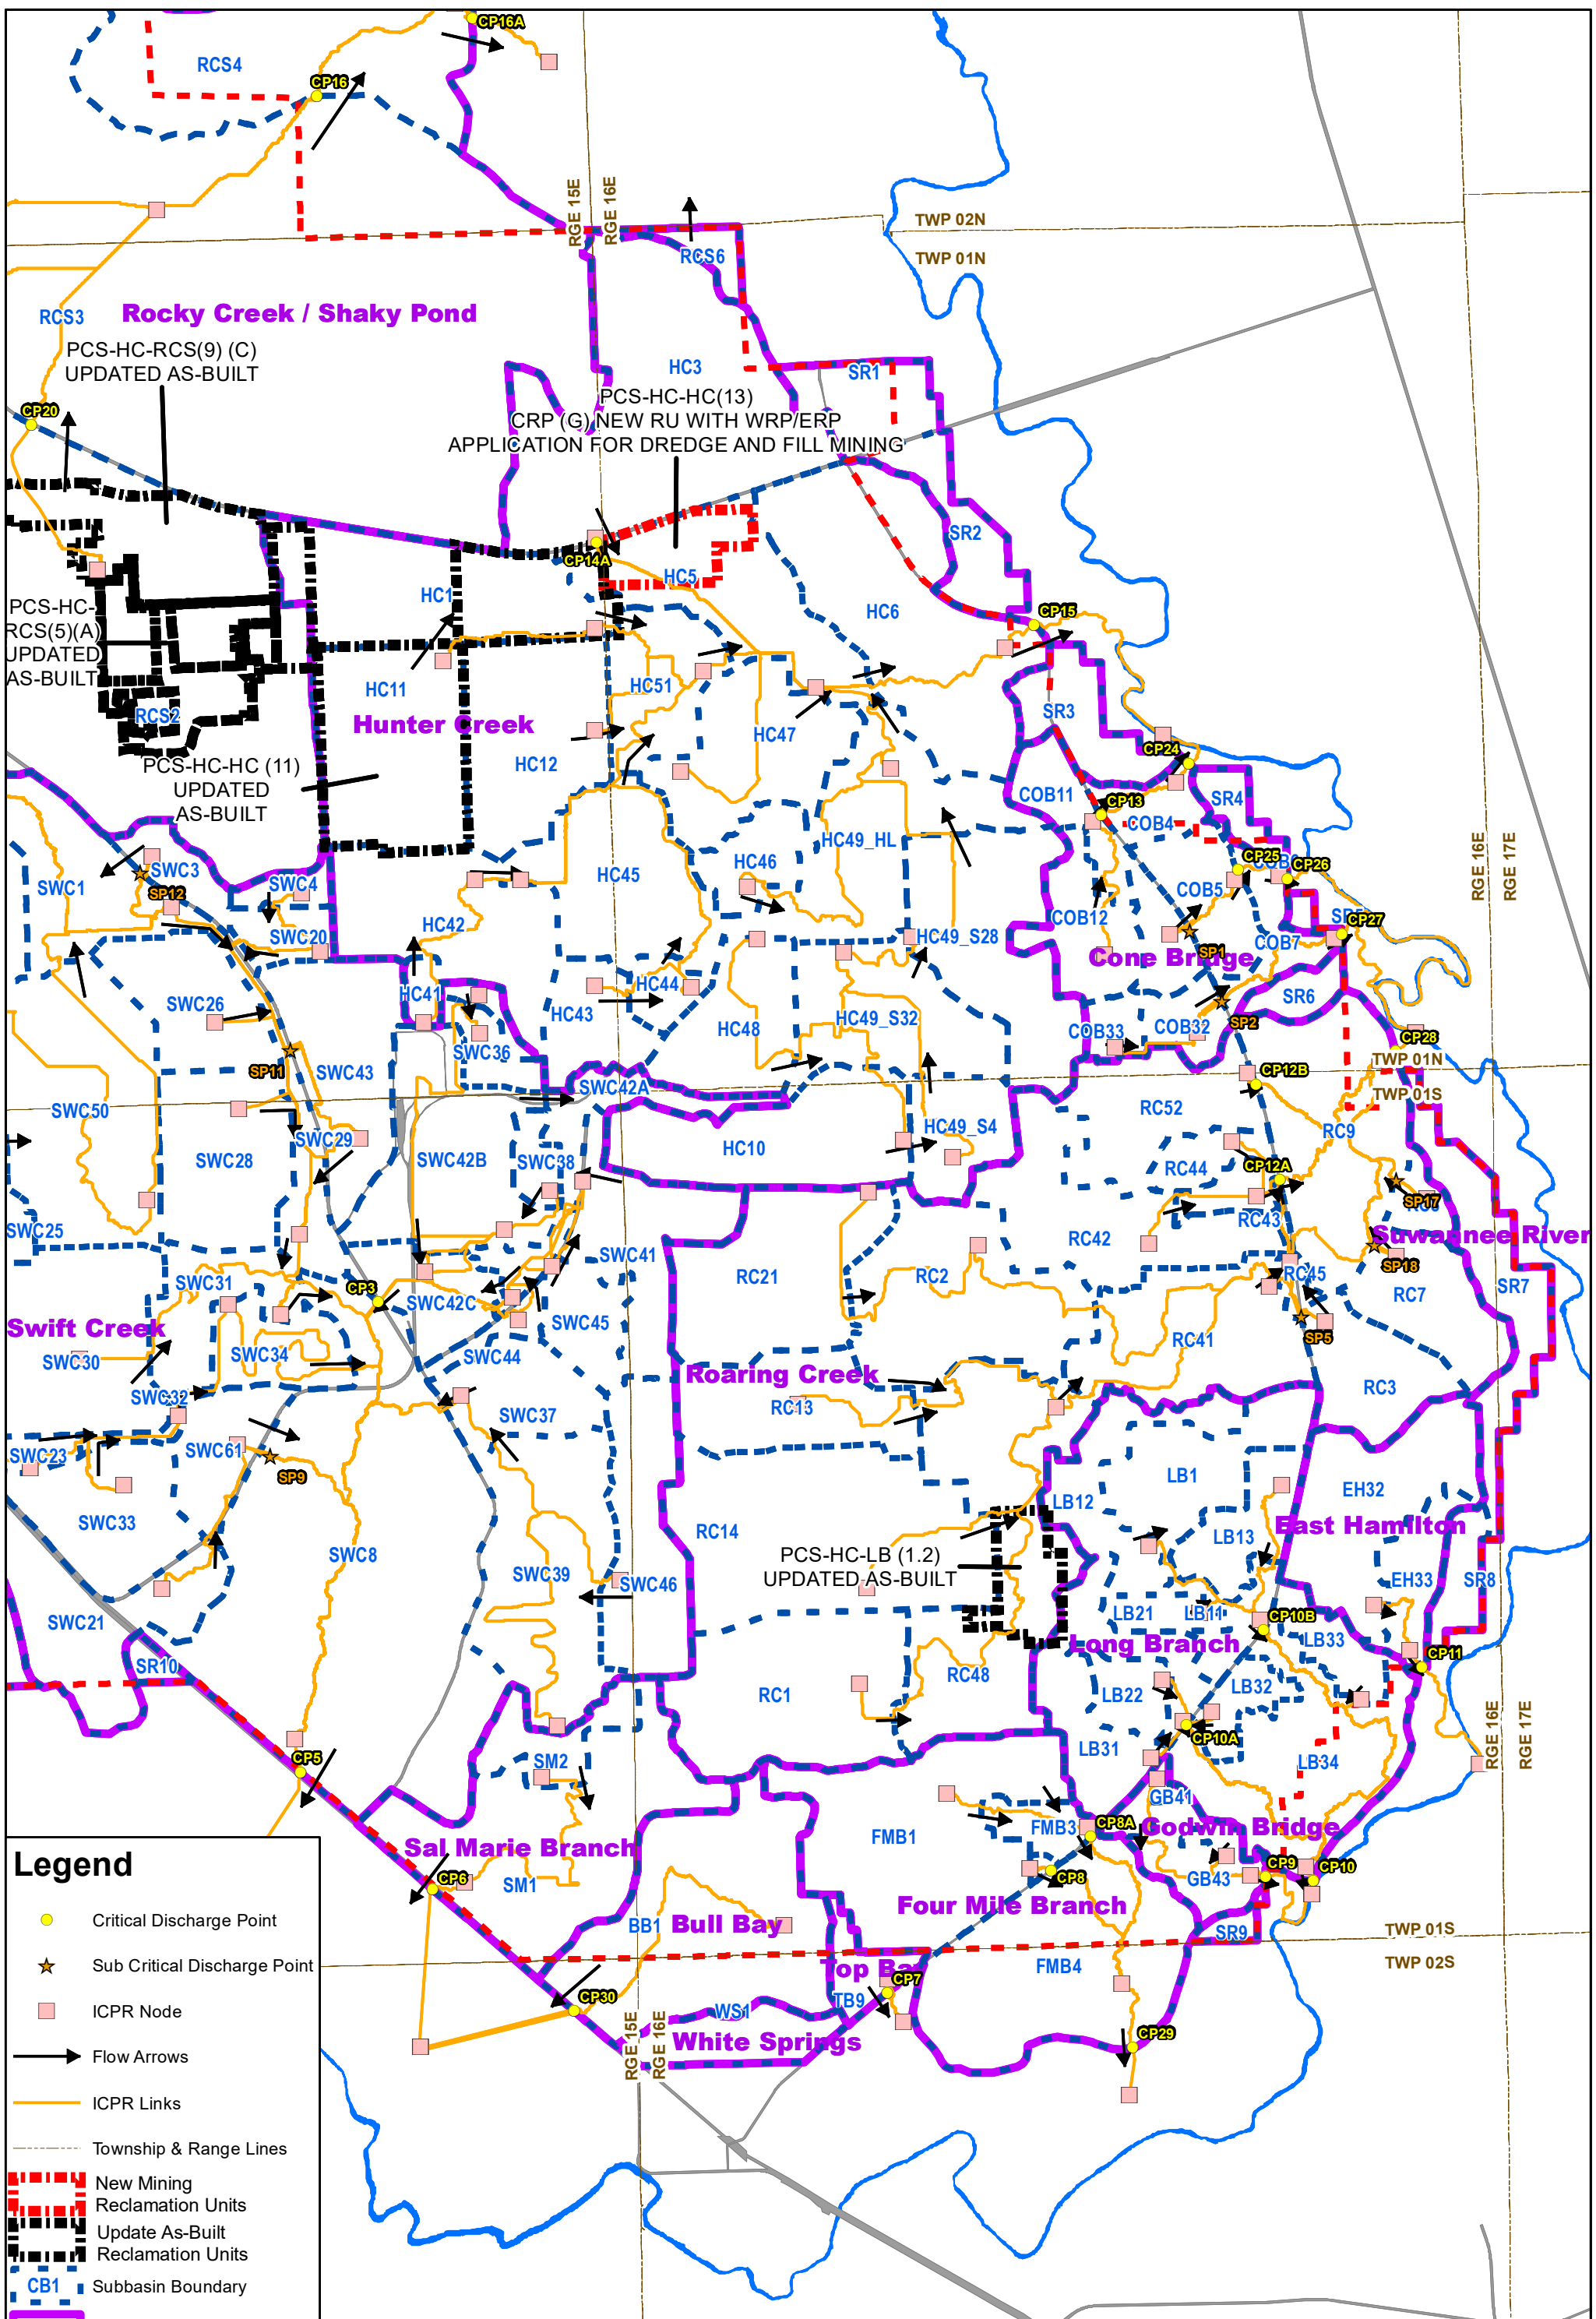 CP16A
RCS4
CP16
RGE 15E
RGE 16E
TWP 02N
TWP 01N
RCS6
RCS3
Rocky Creek / Shaky Pond
PCS-HC-RCS(9) (C)
UPDATED AS-BUILT
HC3
SR1
PCS-HC-HC(13)
CRP (G) NEW RU WITH WRP/ERP
APPLICATION FOR DREDGE AND FILL MINING
CP20
SR2
CP14A
HC5
HC1
HC6
PCS-HC-
RCS(5)(A)
UPDATED
AS-BUILT
CP15
HC11
HC51
RCS2
Hunter Creek
SR3
HC47
CP24
HC12
PCS-HC-HC (11)
UPDATED
AS-BUILT
COB11
SR4
CP13
COB4
HC49_HL
RGE 16E
RGE 17E
SWC1
SWC3
SP12
SWC4
HC45
HC46
CP25
CP26
COB5
COB12
SWC20
HC42
HC49_S28
CP27
COB7
SP1
Cone Bridge
SWC26
HC41
HC44
HC43
HC48
HC49_S32
SR6
SP2
COB33
COB32
SWC36
CP28
SP11
SWC43
SWC42A
TWP 01N
CP12B
TWP 01S
SWC50
RC52
HC49_S4
RC9
SWC29
HC10
SWC28
SWC42B
SWC38
RC44
CP12A
SP17
SWC25
RC43
Suwannee River
SWC41
RC42
SP18
SWC31
RC21
RC2
RC45
SR7
RC7
CP3
SWC42C
SWC45
Swift Creek
SP5
RC41
SWC30
SWC34
SWC44
Roaring Creek
RC3
SWC32
RC13
SWC37
SWC23
SWC61
SP9
LB1
EH32
LB12
SWC33
RC14
East Hamilton
LB13
SWC8
PCS-HC-LB (1.2)
UPDATED AS-BUILT
SWC39
SWC46
EH33
SR8
SWC21
LB21
LB11
CP10B
Long Branch
LB33
CP11
SR10
RC48
RC1
LB22
LB32
RGE 16E
RGE 17E
CP10A
CP5
SM2
LB31
LB34
GB41
FMB1
FMB3
CP8A
Godwin Bridge
Sal Marie Branch
Legend
CP6
SM1
CP8
GB43
CP9
CP10
Four Mile Branch
BB1
Bull Bay
Critical Discharge Point
SR9
TWP 01S
TWP 02S
Sub Critical Discharge Point
FMB4
CP7
TB9
CP30
WS1
ICPR Node
White Springs
CP29
RGE 15E
RGE 16E
Flow Arrows
ICPR Links
Township & Range Lines
New Mining
Reclamation Units
Update As-Built
Reclamation Units
CB1
Subbasin Boundary